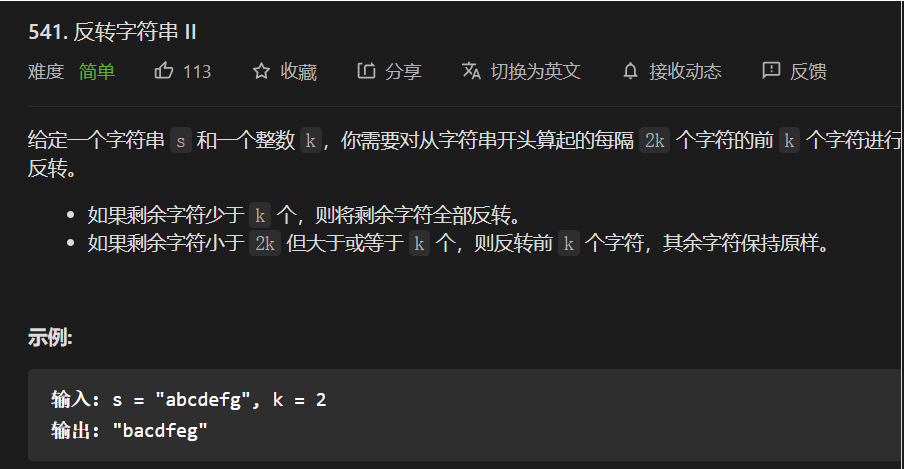 541. 反转字符串 II
难度 简单 113 收藏 分享 切换为英文 接收动态 反馈
给定一个字符串 s 和一个整数 k，你需要对从字符串开头算起的每隔 2k 个字符的前 k 个字符进行
反转。
如果剩余字符少于 k 个，则将剩余字符全部反转。
如果剩余字符小于 2k 但大于或等于 k 个，则反转前 k 个字符，其余字符保持原样。
示例:
输入: s = "abcdefg", k = 2
输出: "bacdfeg"